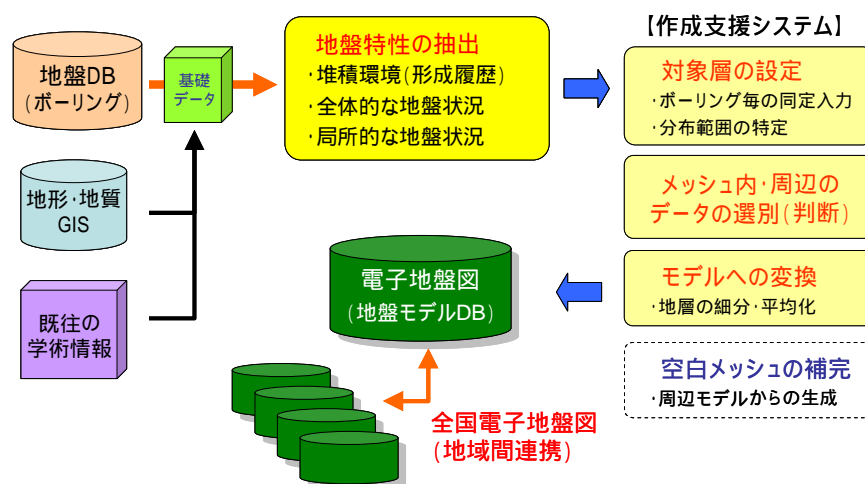 地盤DB
(ボーリング)
基礎
データ
地形・地質
GIS
既往の
学術情報
地盤特性の抽出
・堆積環境(形成履歴)
・全体的な地盤状況
・局所的な地盤状況
【作成支援システム】
対象層の設定
・ボーリング毎の同定入力
・分布範囲の特定
メッシュ内・周辺の
データの選別(判断)
モデルへの変換
・地層の細分・平均化
空白メッシュの補完
・周辺モデルからの生成
電子地盤図
(地盤モデルDB)
全国電子地盤図
(地域間連携)